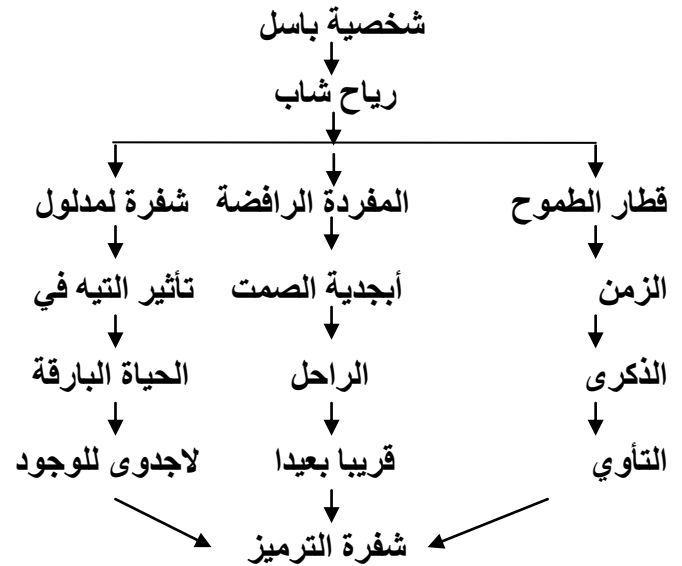 شخصية باسل
رياح شاب
قطار الطموح المفردة الرافضة شفرة لمدلول
الزمن أبجدية الصمت تأثير التيه في
الذكرى الراحل الحياة البارقة
التأوي قريبا بعيدا لاجدوى للوجود
شفرة الترميز